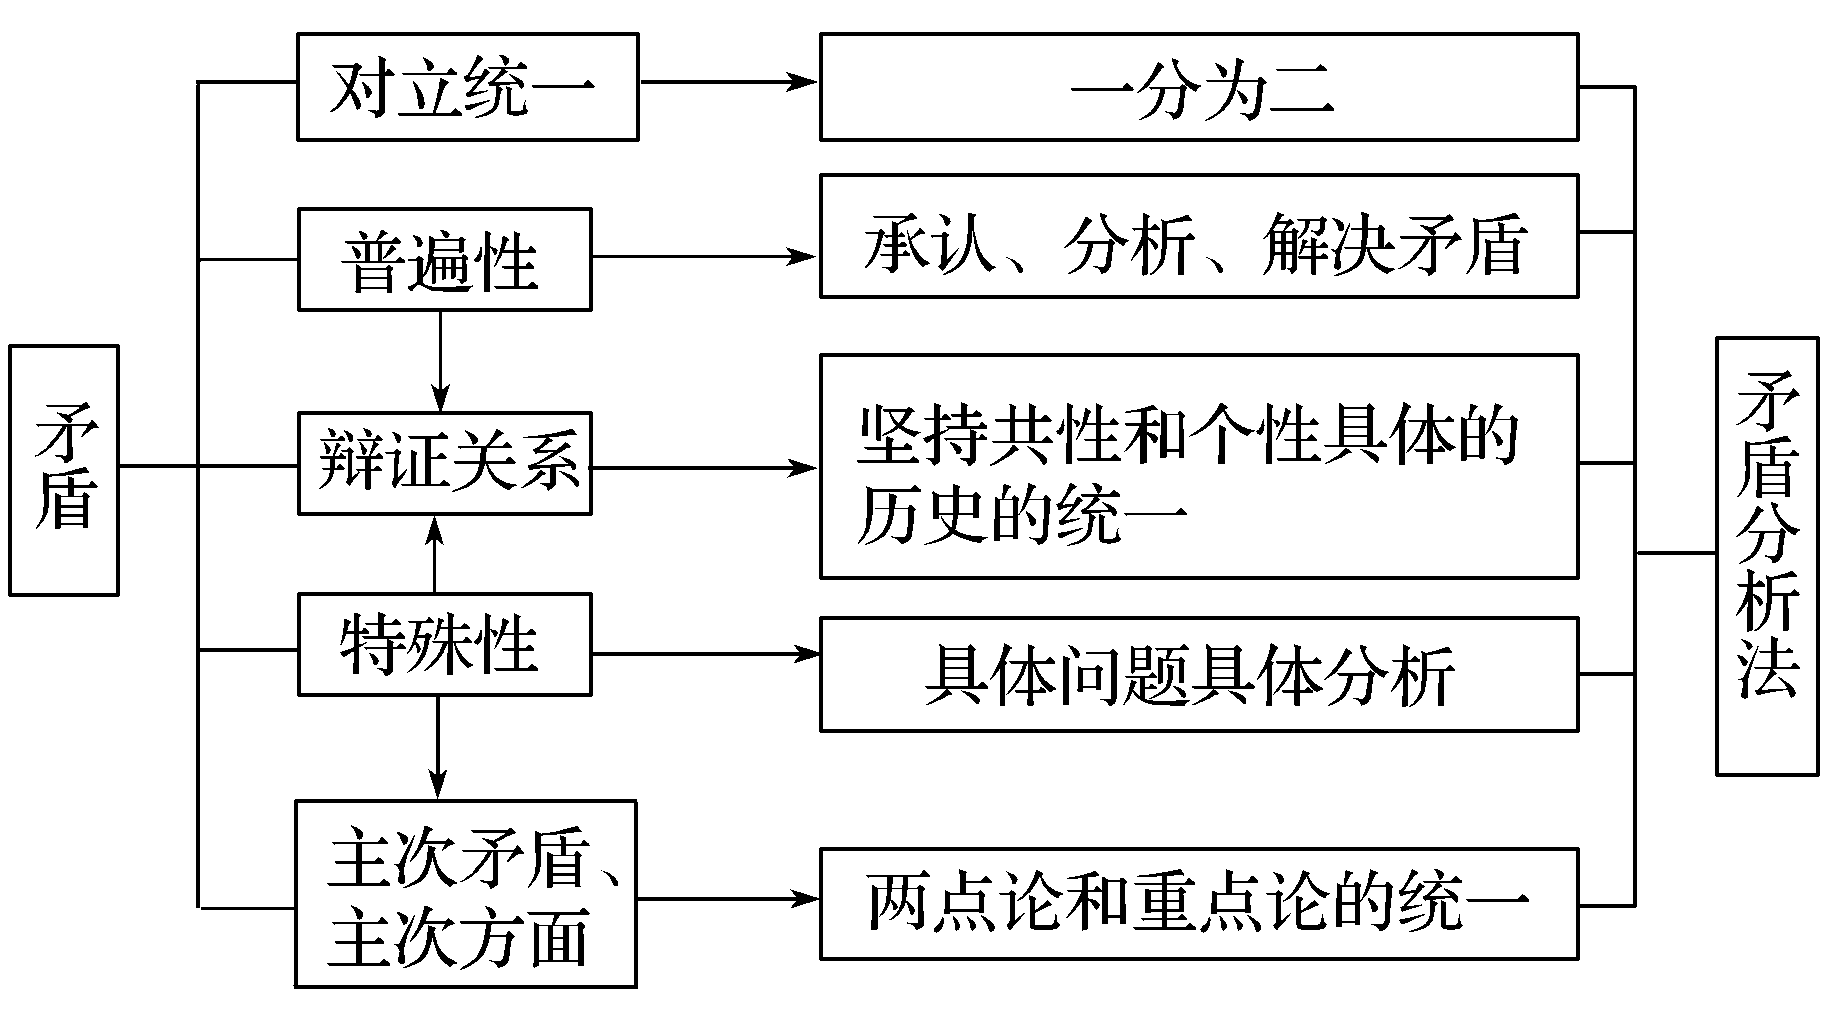 矛盾
对立统一
一分为二
普遍性
承认、分析、解决矛盾
辩证关系
坚持共性和个性具体的
历史的统一
特殊性
具体问题具体分析
主次矛盾、
主次方面
两点论和重点论的统一
矛盾分析法